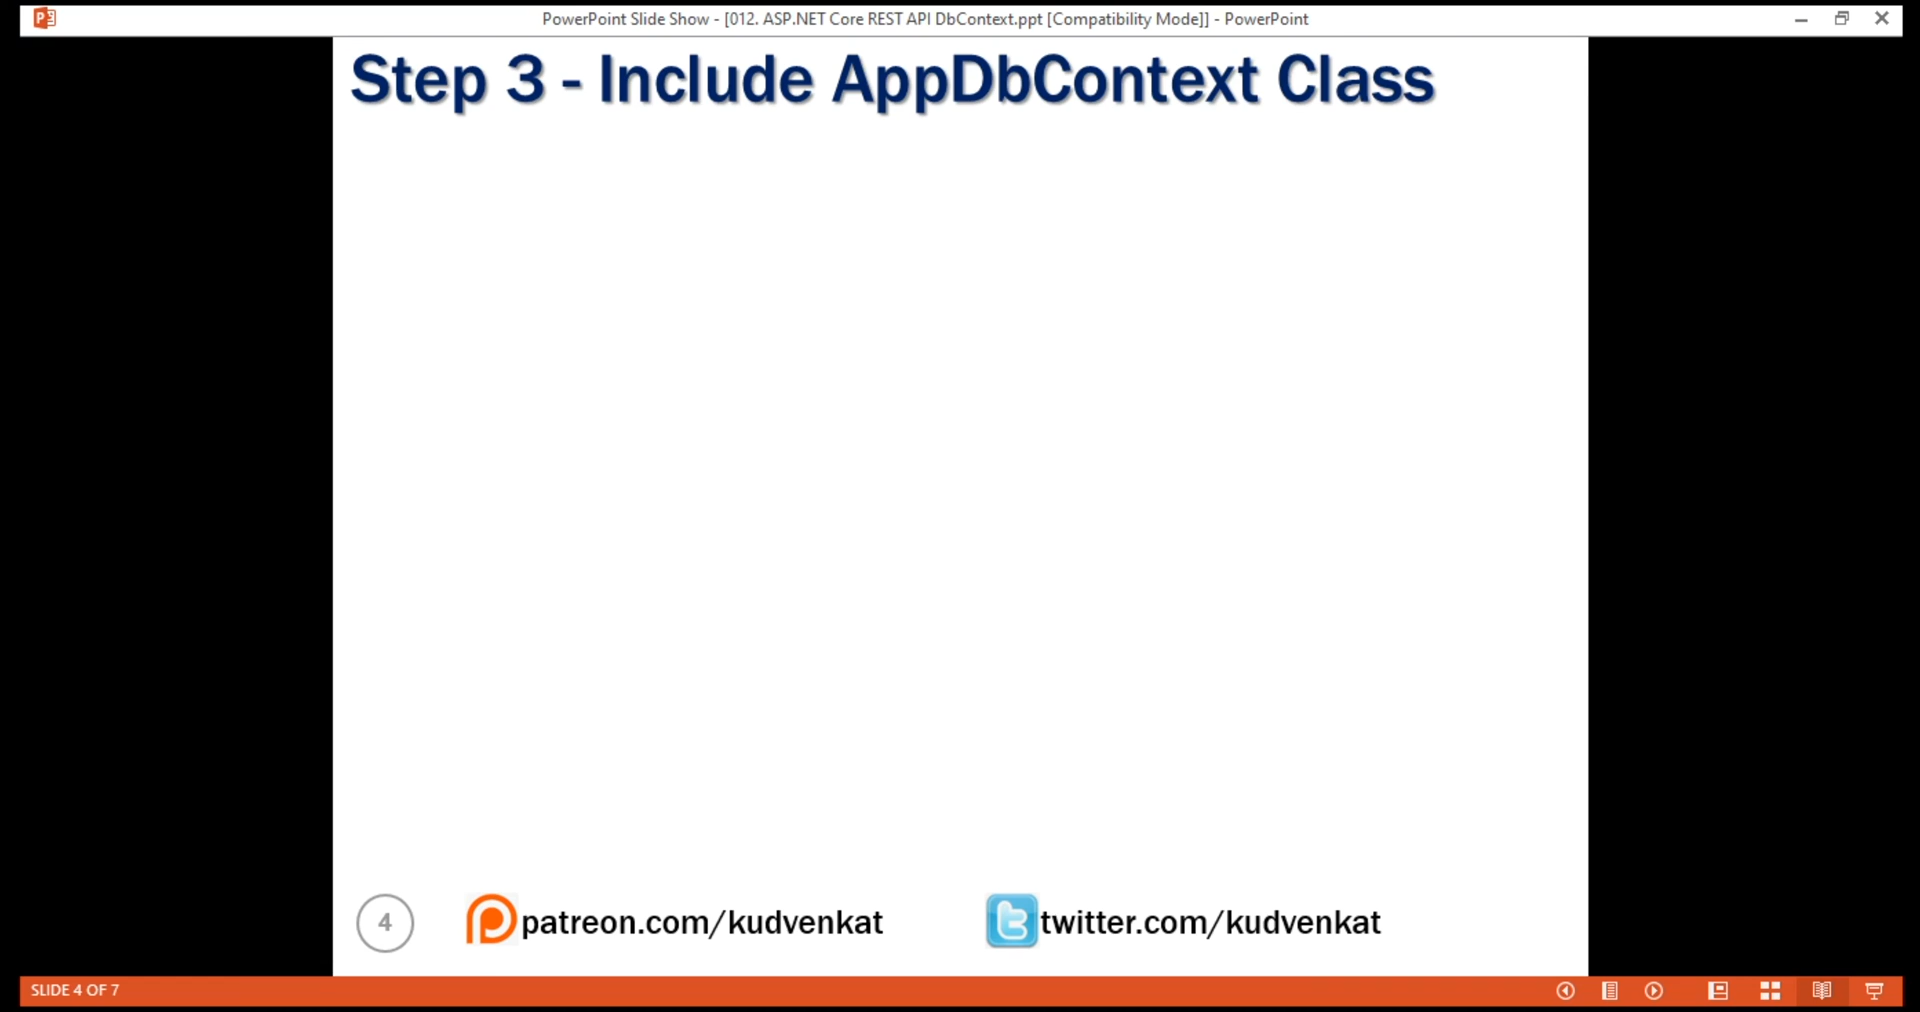 PowerPoint Slide Show - [012. ASP.NET Core REST API DbContext.ppt [Compatibility Mode]] - PowerPoint
Step 3 - Include AppDbContext Class
4
patreon.com/kudvenkat
twitter.com/kudvenkat
SLIDE 4 OF 7